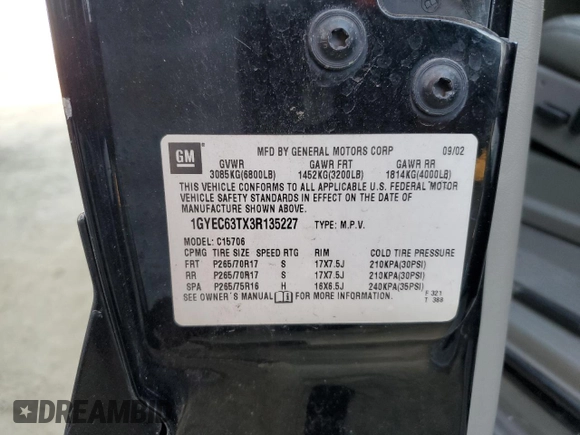 GM
MFD BY GENERAL MOTORS CORP 09/02
GVWR GAWR FRT GAWR RR
3085KG(6800LB) 1452KG(3200LB) 1814KG(4000LB)
THIS VEHICLE CONFORMS TO ALL APPLICABLE U.S. FEDERAL MOTOR
VEHICLE SAFETY STANDARDS IN EFFECT ON THE DATE OF
MANUFACTURE SHOWN ABOVE.
1GYEC63TX3R135227 TYPE: M.P.V.
MODEL: C15706
CPMG TIRE SIZE SPEED RTG RIM COLD TIRE PRESSURE
FRT P265/70R17 S 17X7.5J 210KPA(30PSI)
RR P265/70R17 S 17X7.5J 210KPA(30PSI)
SPA P265/75R16 H 16X6.5J 240KPA(35PSI)
SEE OWNER'S MANUAL FOR MORE INFORMATION. F 321
T 369
DREAMBID